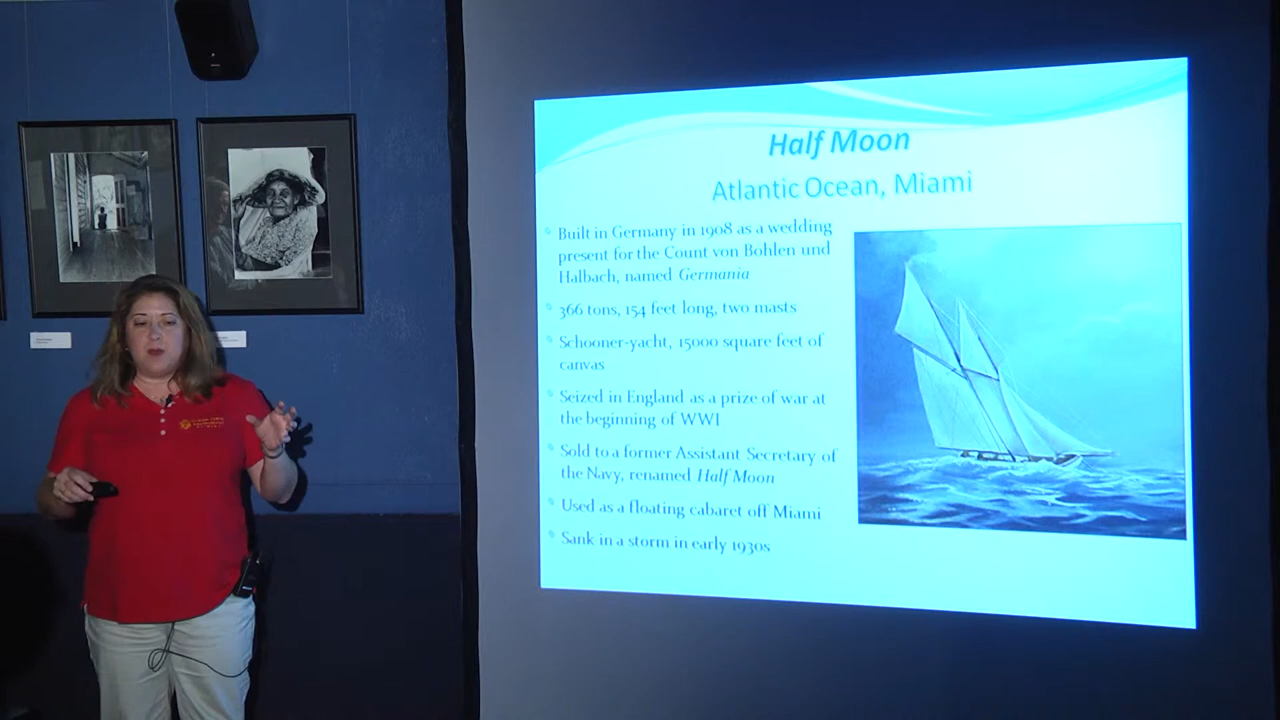 Half Moon
Atlantic Ocean, Miami
Built in Germany in 1908 as a wedding
present for the Count von Bohlen und
Halbach, named Germania
366 tons, 154 feet long, two masts
Schooner-yacht, 15000 square feet of
canvas
Seized in England as a prize of war at
the beginning of WWI
Sold to a former Assistant Secretary of
the Navy, renamed Half Moon
Used as a floating cabaret off Miami
Sank in a storm in early 1930s